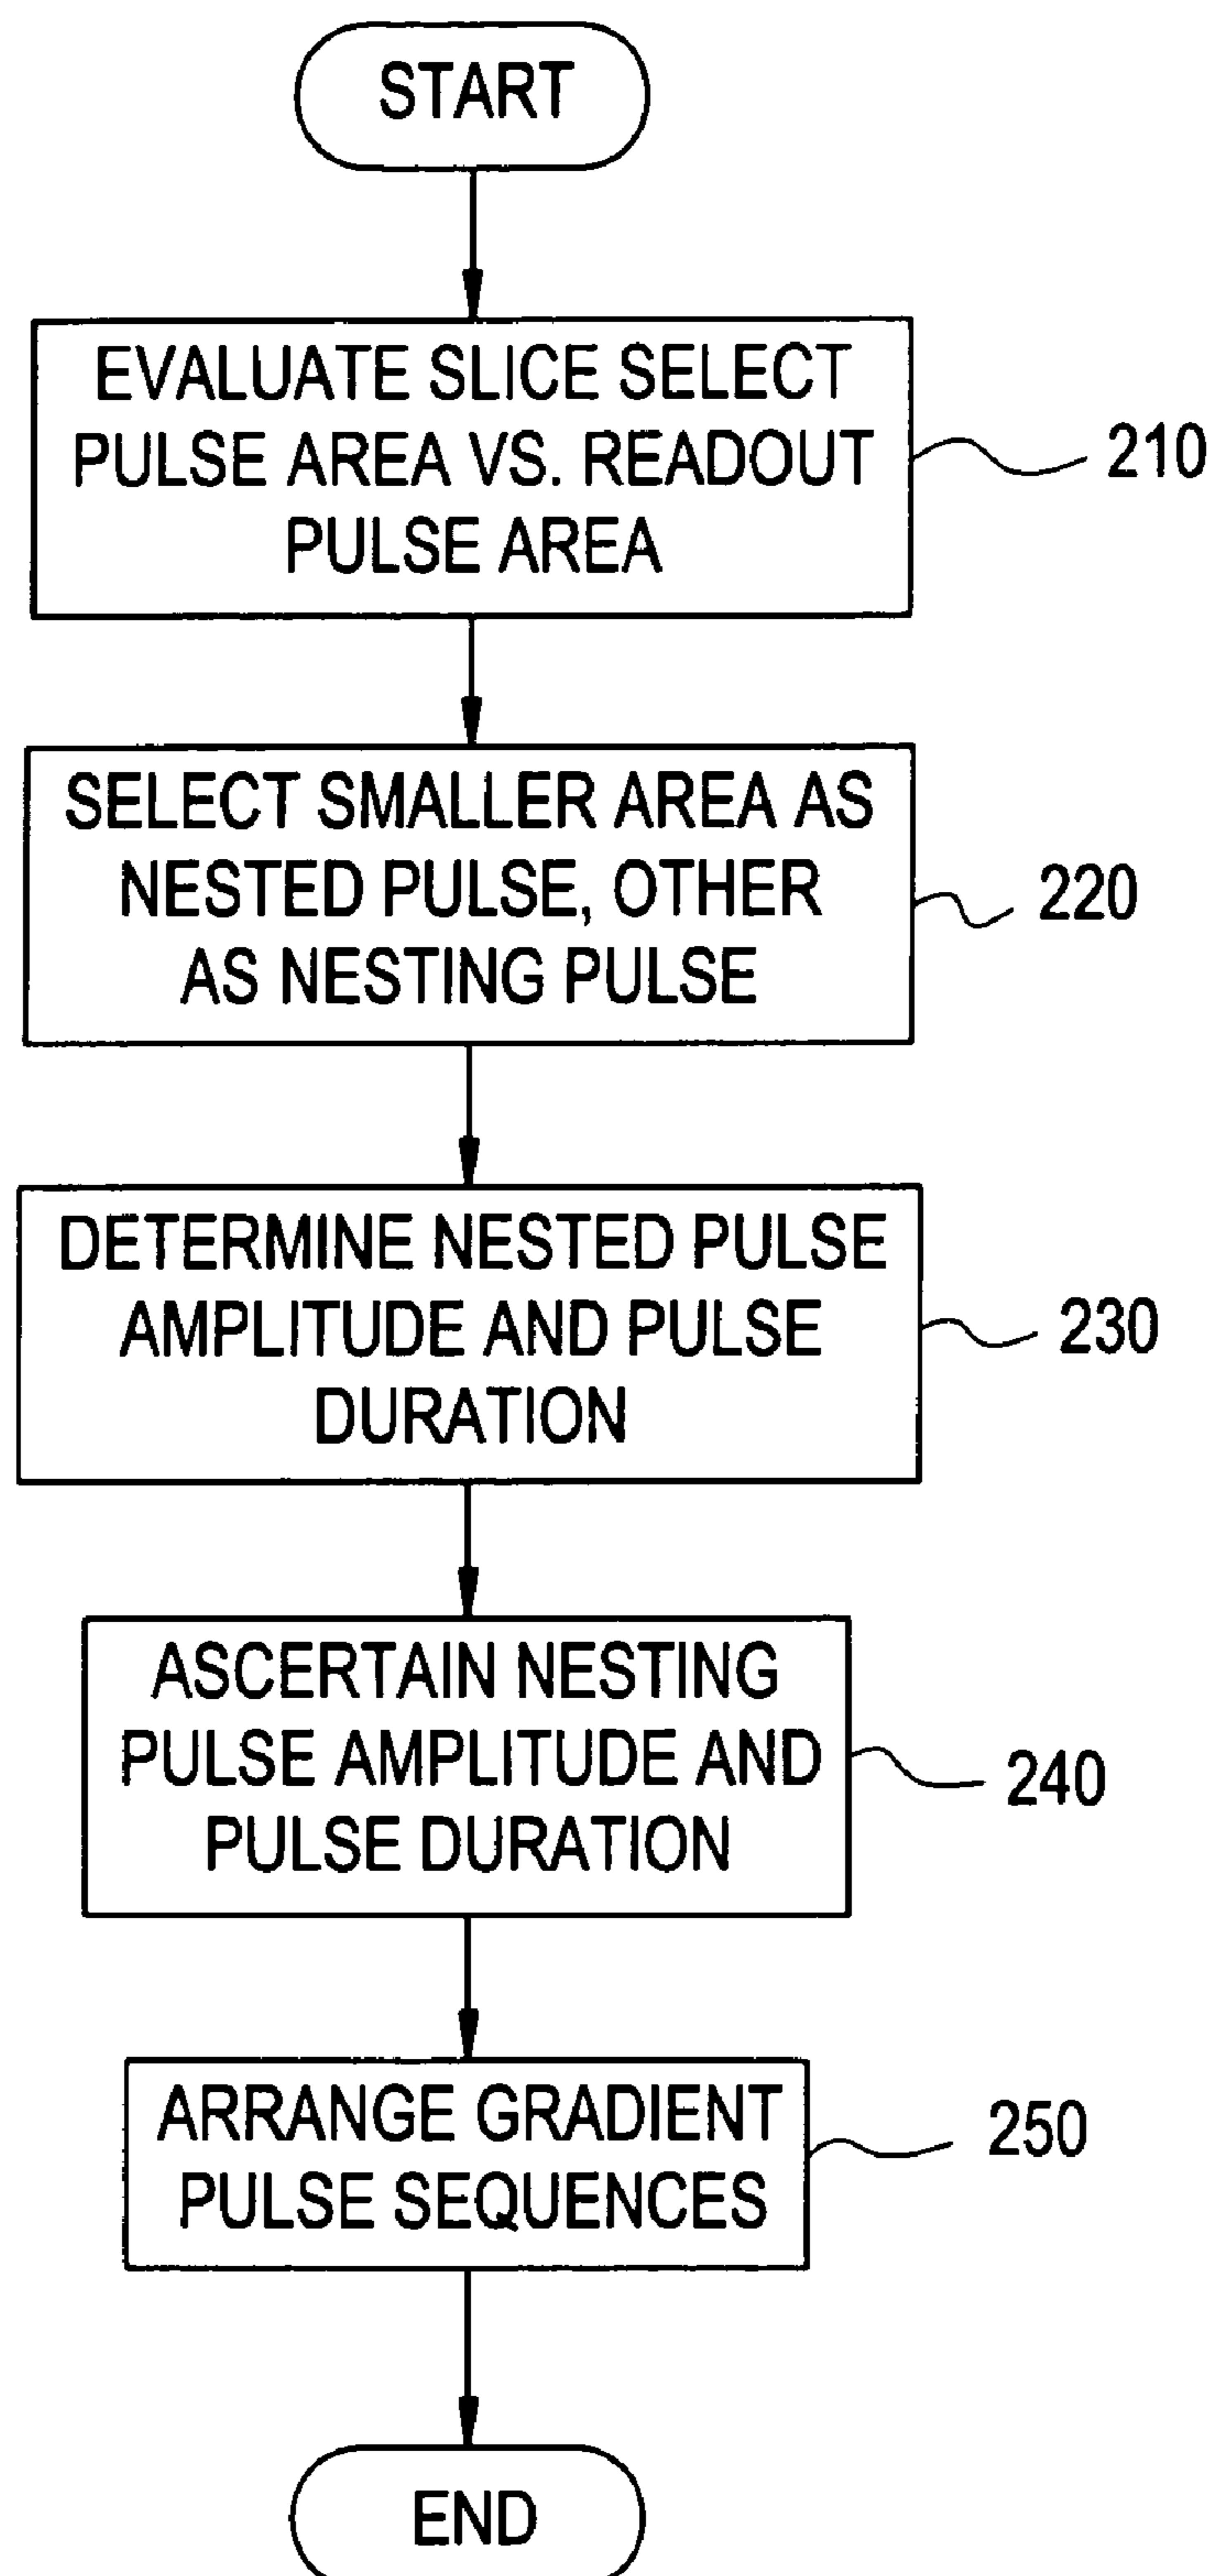 START
EVALUATE SLICE SELECT
PULSE AREA VS. READOUT
PULSE AREA
210
SELECT SMALLER AREA AS
NESTED PULSE, OTHER
AS NESTING PULSE
220
DETERMINE NESTED PULSE
AMPLITUDE AND PULSE
DURATION
230
ASCERTAIN NESTING
PULSE AMPLITUDE AND
PULSE DURATION
240
ARRANGE GRADIENT
PULSE SEQUENCES
250
END